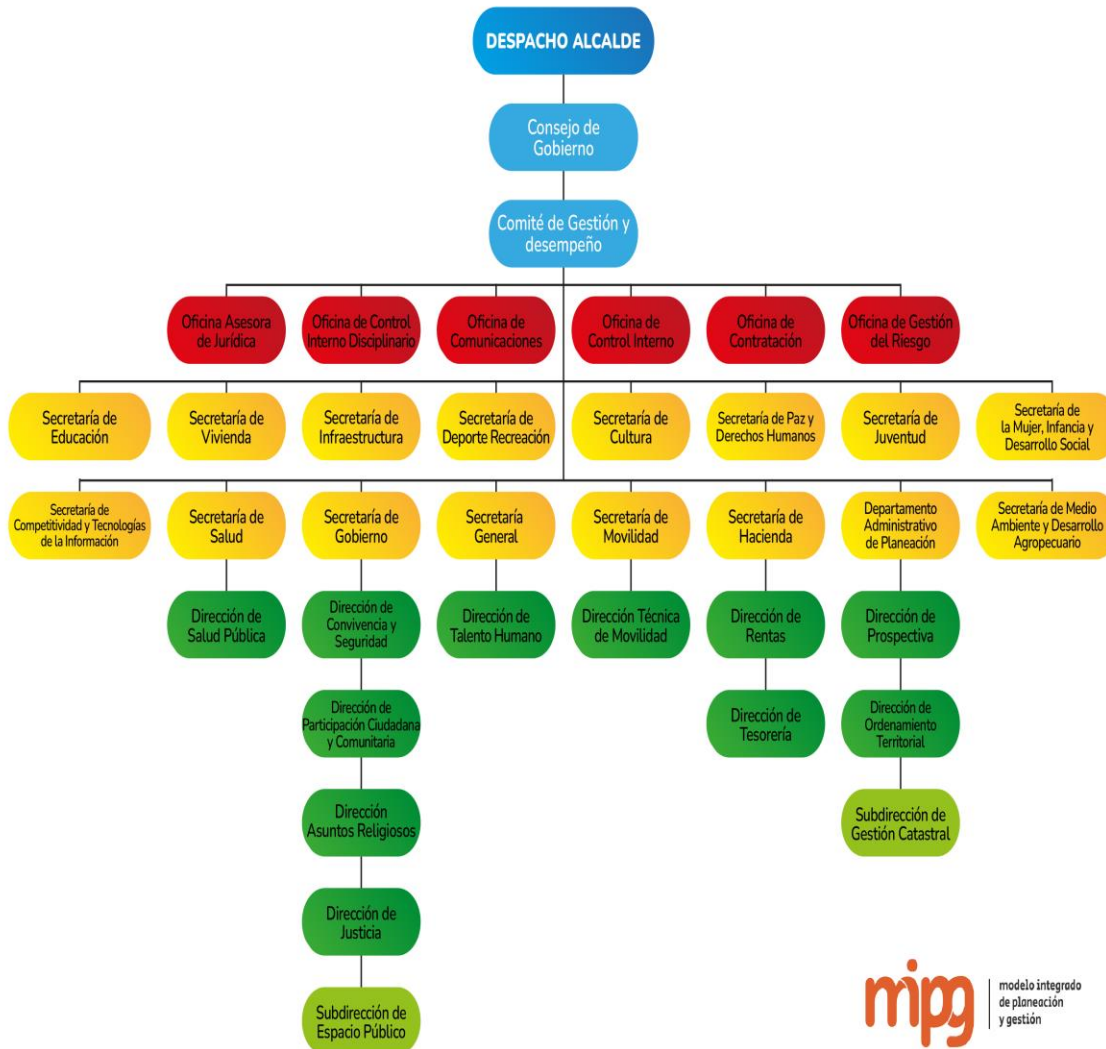 DESPACHO ALCALDE
Consejo de
Gobierno
Comité de Gestión y
desempeño
Oficina Asesora
de Jurídica
Oficina de Control
Interno Disciplinario
Oficina de
Comunicaciones
Oficina de
Control Interno
Oficina de
Contratación
Oficina de Gestión
del Riesgo
Secretaría de
Educación
Secretaría de
Vivienda
Secretaría de
Infraestructura
Secretaría de
Deporte Recreación
Secretaría de
Cultura
Secretaría de Paz y
Derechos Humanos
Secretaría de
Juventud
Secretaría de
la Mujer, Infancia y
Desarrollo Social
Secretaría de
Competitividad y Tecnologías
de la Información
Secretaría de
Salud
Secretaría de
Gobierno
Secretaría
General
Secretaría de
Movilidad
Secretaría de
Hacienda
Departamento
Administrativo
de Planeación
Secretaría de Medio
Ambiente y Desarrollo
Agropecuario
Dirección de
Salud Pública
Dirección de
Convivencia y
Seguridad
Dirección de
Talento Humano
Dirección Técnica
de Movilidad
Dirección de
Rentas
Dirección de
Prospectiva
Dirección de
Participación Ciudadana
y Comunitaria
Dirección de
Tesorería
Dirección de
Ordenamiento
Territorial
Dirección
Asuntos Religiosos
Subdirección de
Gestión Catastral
Dirección de
Justicia
Subdirección de
Espacio Público
mipg
modelo integrado
de planeación
y gestión